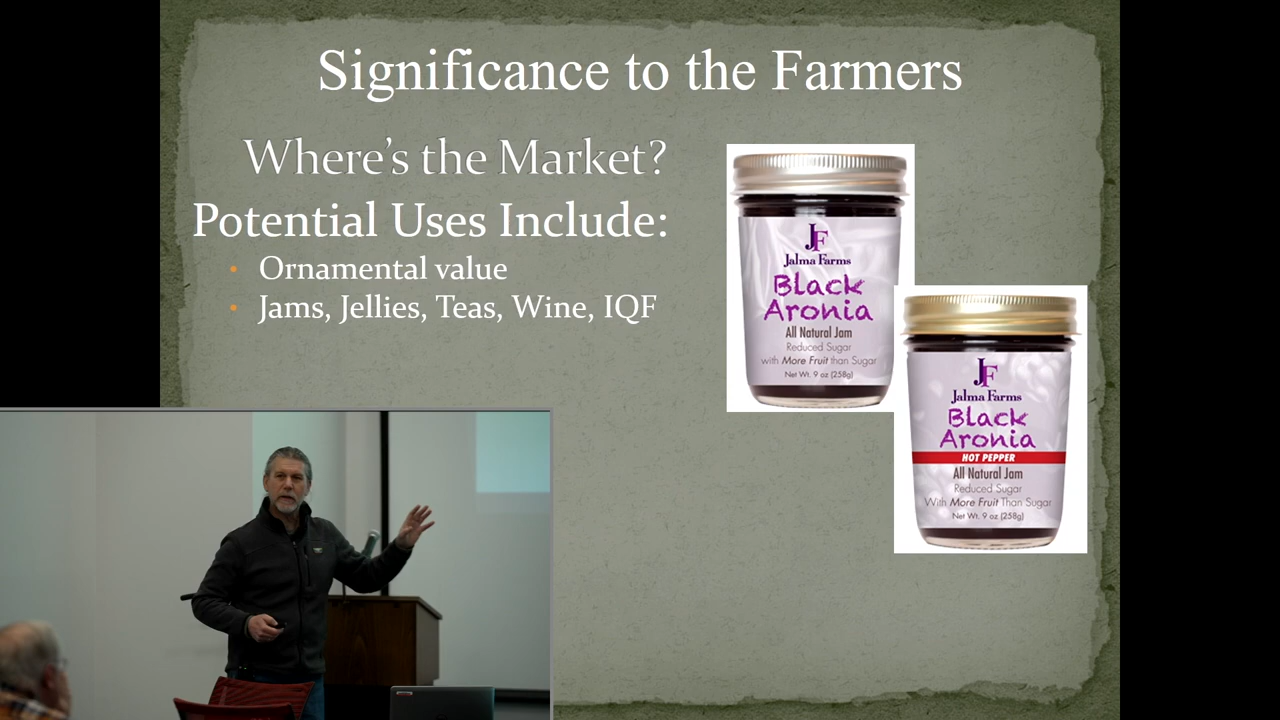 Significance to the Farmers
Where's the Market?
Potential Uses Include:
• Ornamental value
• Jams, Jellies, Teas, Wine, IQF
JF
Jalma Farms
Black
Aronia
All Natural Jam
Reduced Sugar
with More Fruit than Sugar
Net Wt. 9 oz (258g)
JF
Jalma Farms
Black
Aronia
HOT PEPPER
All Natural Jam
Reduced Sugar
With More Fruit Than Sugar
Net Wt. 9 oz (258g)